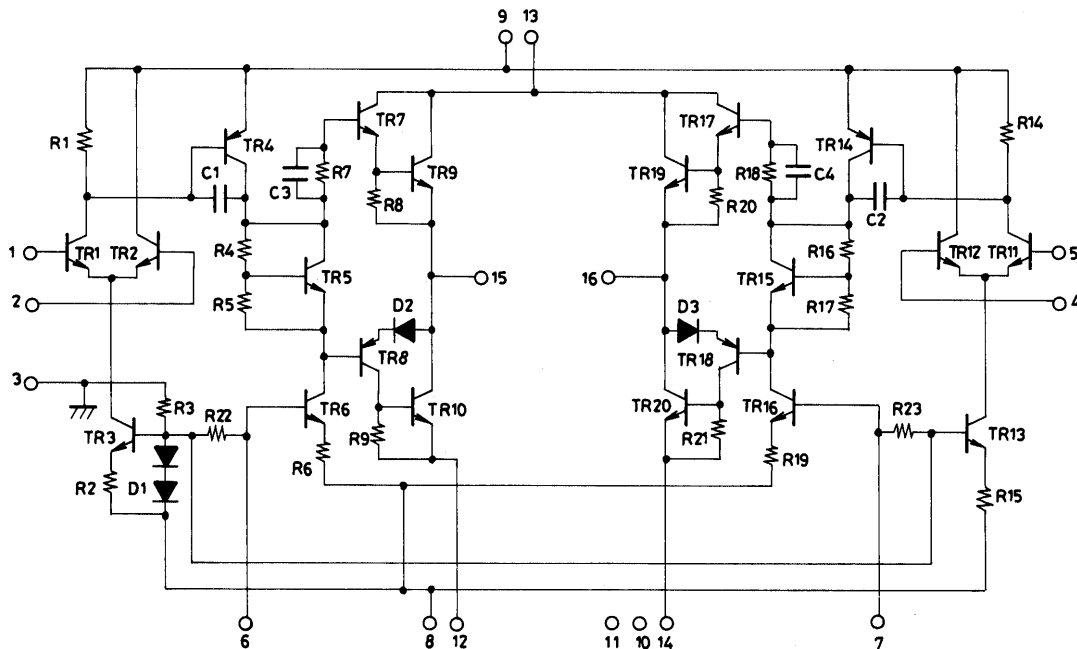 9 13
R1 TR4 C1 C3 R7 TR7 R8 TR9 TR17 TR19 R18 C4 R20 TR14 C2 R14
1 TR1 TR2 R4 TR5 R5 15 16 TR15 R16 R17 TR12 TR11 5
2 D2 TR8 D3 TR18 4
3 R3 R22 TR3 R2 D1 TR6 R6 R9 TR10 TR20 R21 TR16 R19 R23 TR13 R15
6 8 12 11 10 14 7